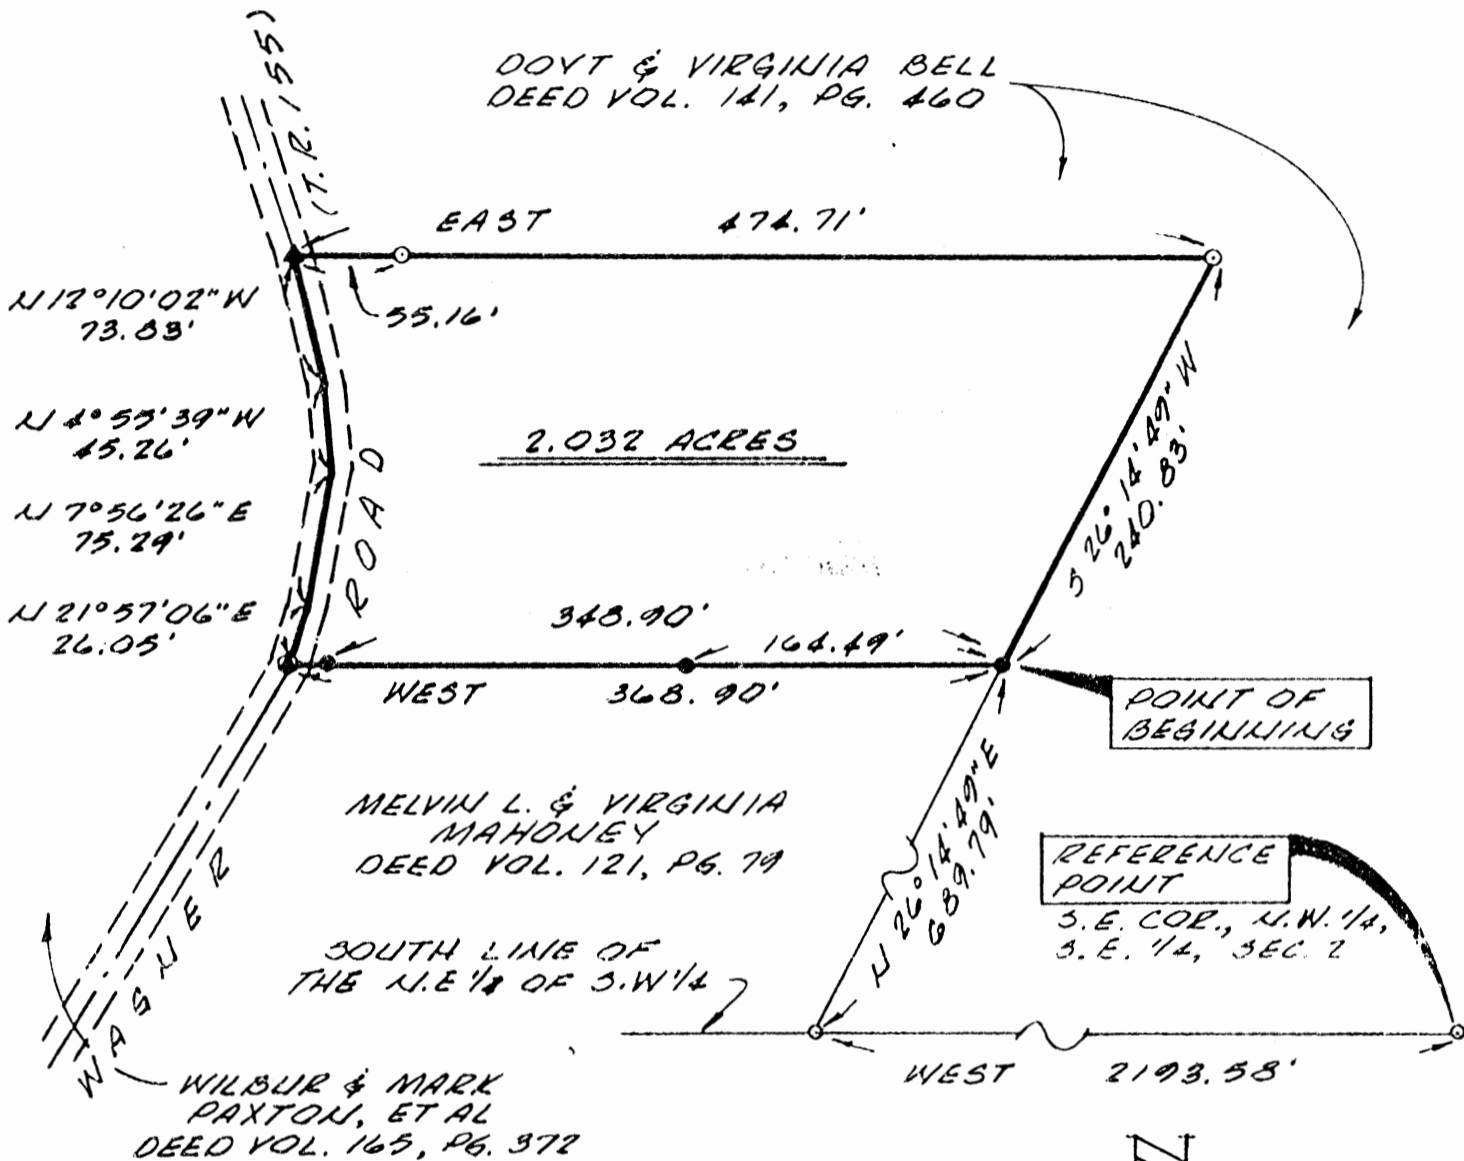 DOYT & VIRGINIA BELL
DEED VOL. 141, PG. 460
(T.R. 155)
EAST 474.71'
N 12°10'02" W
73.83'
55.16'
N 4°55'39" W
45.26'
2.032 ACRES
S 26°14'49" W
240.83'
N 7°56'26" E
75.29'
ROAD
N 21°57'06" E
26.05'
348.90'
164.49'
WEST 368.90'
POINT OF
BEGINNING
MELVIN L. & VIRGINIA
MAHONEY
DEED VOL. 121, PG. 79
N 26°14'49" E
689.79'
REFERENCE
POINT
S.E. COR., N.W. 1/4,
S.E. 1/4, SEC. 2
SOUTH LINE OF
THE N.E 1/4 OF S.W 1/4
WASNER
WEST 2193.58'
WILBUR & MARK
PAXTON, ET AL
DEED VOL. 165, PG. 372
N